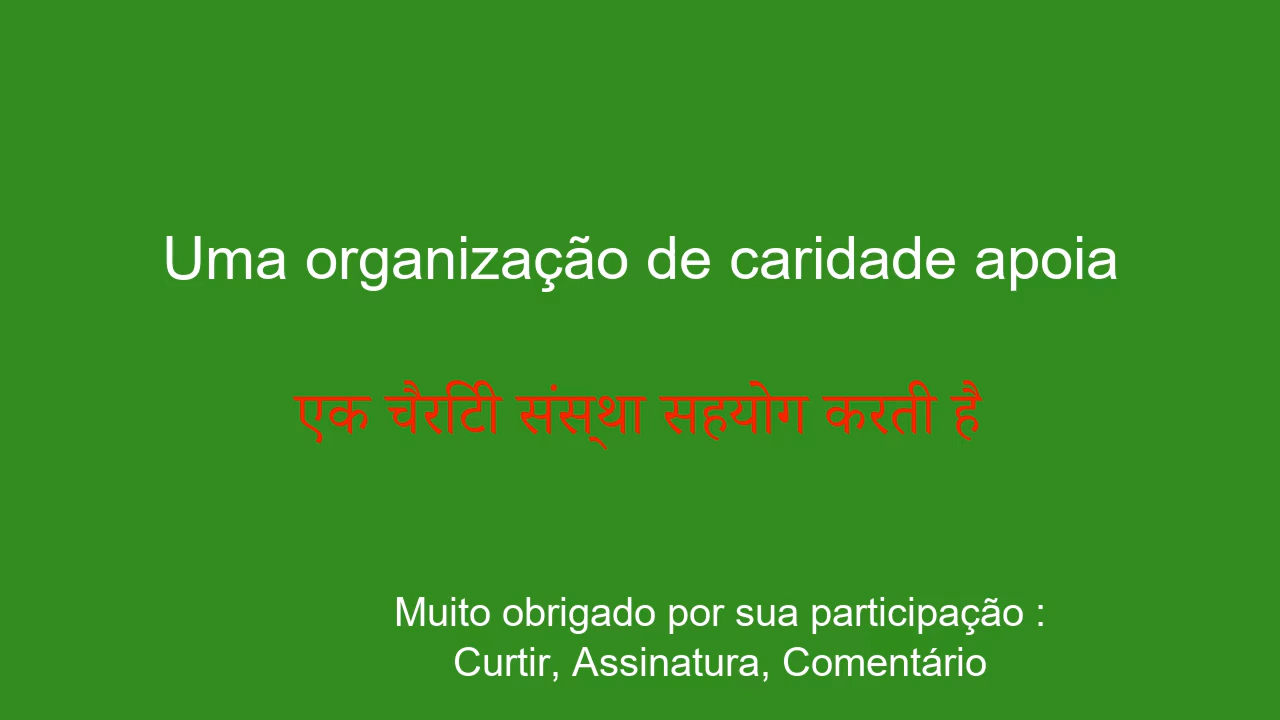 Uma organização de caridade apoia
एक चैरिटी संस्था सहयोग करती है
Muito obrigado por sua participação :
Curtir, Assinatura, Comentário